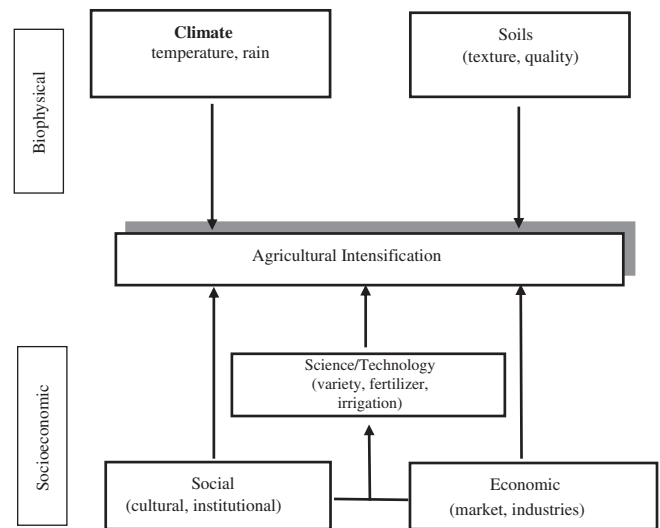 Biophysical
Climate
temperature, rain
Soils
(texture, quality)
Agricultural Intensification
Socioeconomic
Science/Technology
(variety, fertilizer,
irrigation)
Social
(cultural, institutional)
Economic
(market, industries)